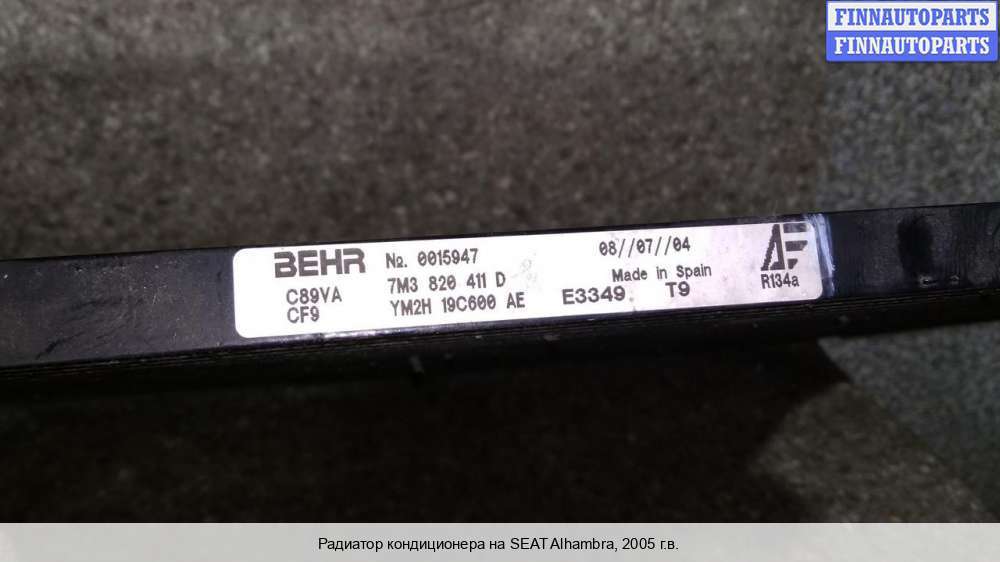 FINNAUTOPARTS
FINNAUTOPARTS
BEHR №. 0015947 08//07//04
C89VA 7M3 820 411 D Made in Spain
CF9 YM2H 19C600 AE E3349 T9 R134a
Радиатор кондиционера на SEAT Alhambra, 2005 г.в.